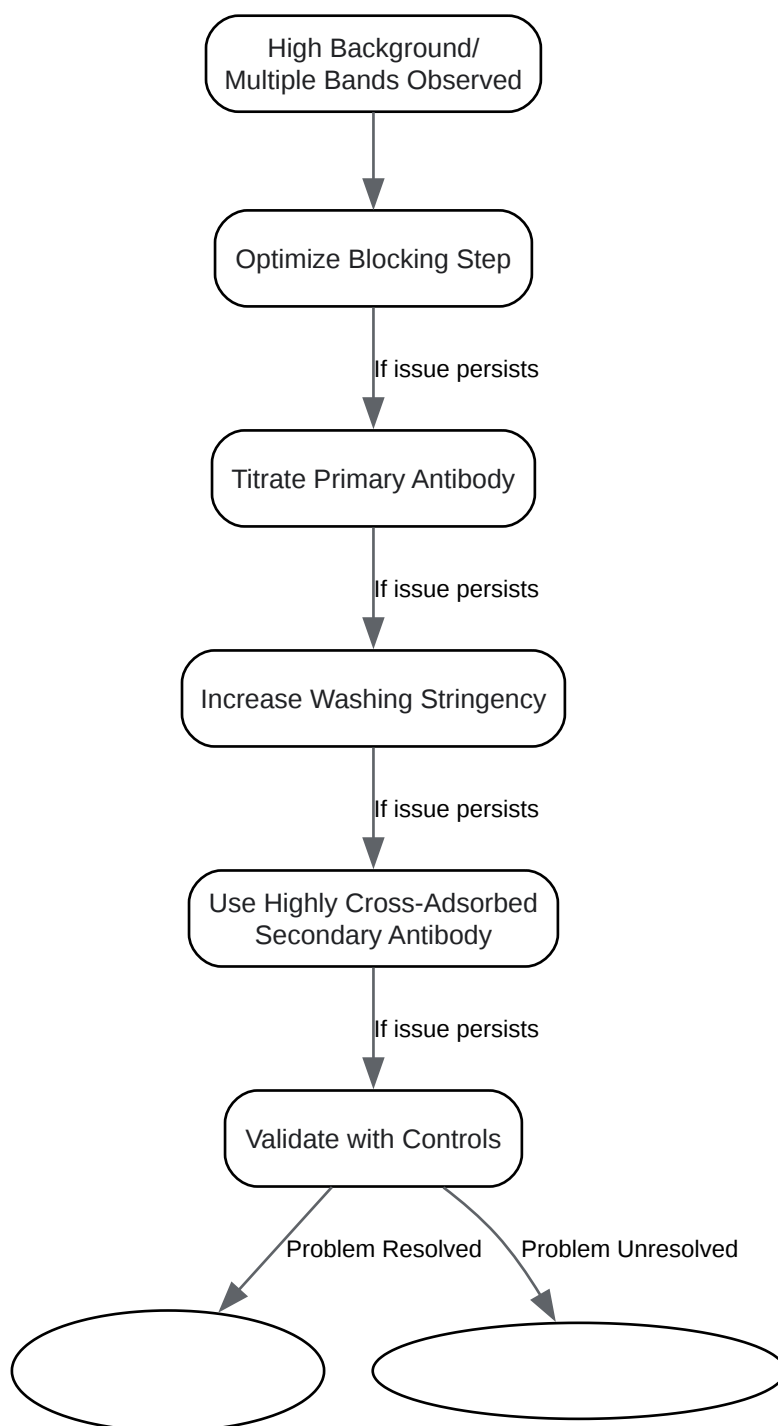 High Background/
Multiple Bands Observed
Optimize Blocking Step
If issue persists
Titrate Primary Antibody
If issue persists
Increase Washing Stringency
If issue persists
Use Highly Cross-Adsorbed
Secondary Antibody
If issue persists
Validate with Controls
Problem Resolved
Problem Unresolved